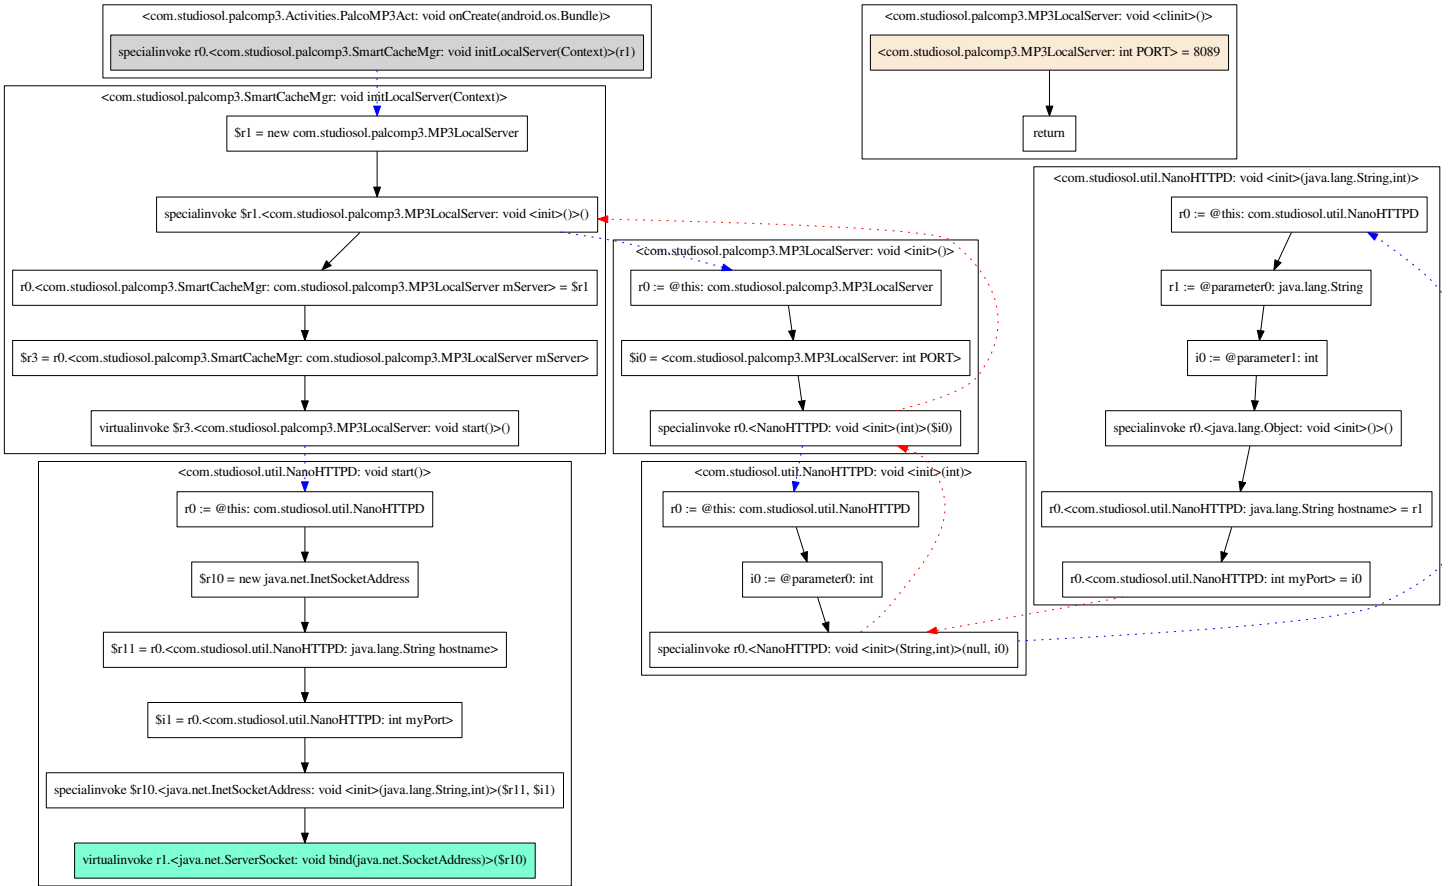 <com.studiosol.palcomp3.Activities.PalcoMP3Act: void onCreate(android.os.Bundle)>
specialinvoke r0.<com.studiosol.palcomp3.SmartCacheMgr: void initLocalServer(Context)>(r1)
<com.studiosol.palcomp3.MP3LocalServer: void <clinit>()>
<com.studiosol.palcomp3.MP3LocalServer: int PORT> = 8089
return
<com.studiosol.palcomp3.SmartCacheMgr: void initLocalServer(Context)>
$r1 = new com.studiosol.palcomp3.MP3LocalServer
specialinvoke $r1.<com.studiosol.palcomp3.MP3LocalServer: void <init>()>()
r0.<com.studiosol.palcomp3.SmartCacheMgr: com.studiosol.palcomp3.MP3LocalServer mServer> = $r1
$r3 = r0.<com.studiosol.palcomp3.SmartCacheMgr: com.studiosol.palcomp3.MP3LocalServer mServer>
virtualinvoke $r3.<com.studiosol.palcomp3.MP3LocalServer: void start()>()
<com.studiosol.palcomp3.MP3LocalServer: void <init>()>
r0 := @this: com.studiosol.palcomp3.MP3LocalServer
$i0 = <com.studiosol.palcomp3.MP3LocalServer: int PORT>
specialinvoke r0.<NanoHTTPD: void <init>(int)>($i0)
<com.studiosol.util.NanoHTTPD: void <init>(java.lang.String,int)>
r0 := @this: com.studiosol.util.NanoHTTPD
r1 := @parameter0: java.lang.String
i0 := @parameter1: int
specialinvoke r0.<java.lang.Object: void <init>()>()
r0.<com.studiosol.util.NanoHTTPD: java.lang.String hostname> = r1
r0.<com.studiosol.util.NanoHTTPD: int myPort> = i0
<com.studiosol.util.NanoHTTPD: void start()>
r0 := @this: com.studiosol.util.NanoHTTPD
$r10 = new java.net.InetSocketAddress
$r11 = r0.<com.studiosol.util.NanoHTTPD: java.lang.String hostname>
$i1 = r0.<com.studiosol.util.NanoHTTPD: int myPort>
specialinvoke $r10.<java.net.InetSocketAddress: void <init>(java.lang.String,int)>($r11, $i1)
virtualinvoke r1.<java.net.ServerSocket: void bind(java.net.SocketAddress)>($r10)
<com.studiosol.util.NanoHTTPD: void <init>(int)>
r0 := @this: com.studiosol.util.NanoHTTPD
i0 := @parameter0: int
specialinvoke r0.<NanoHTTPD: void <init>(String,int)>(null, i0)